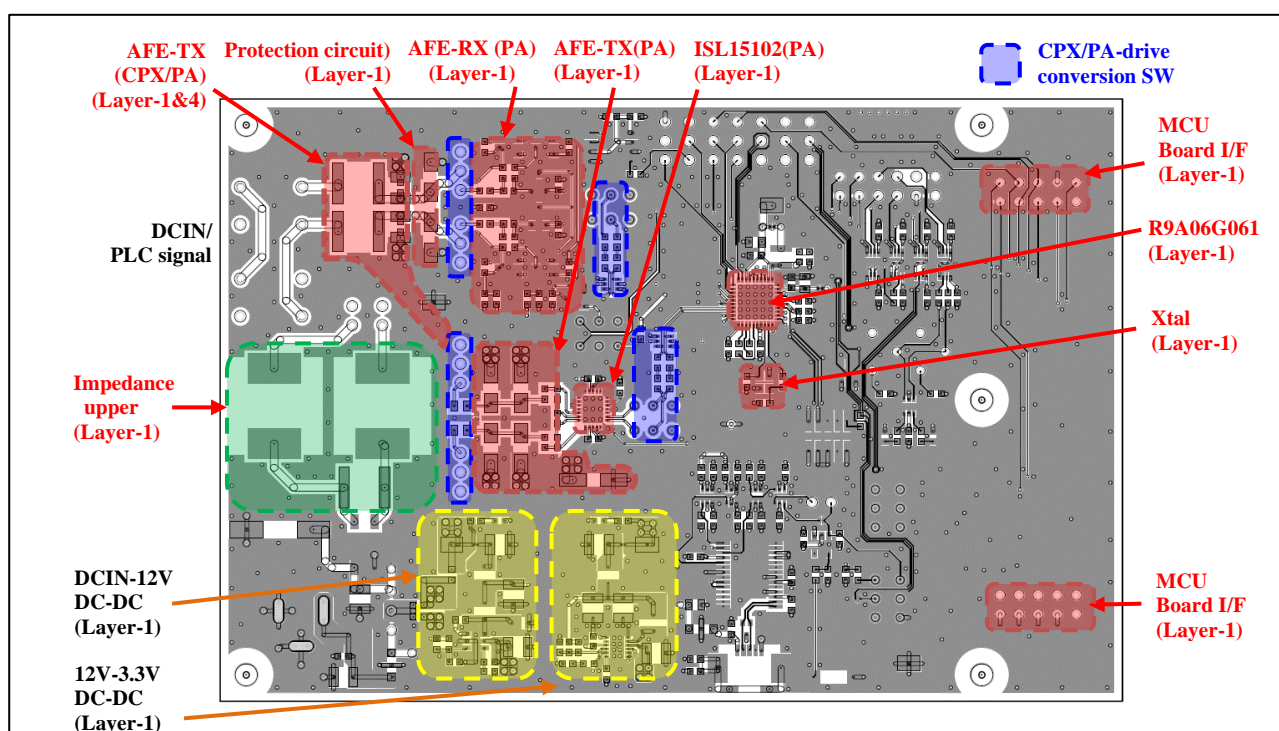 AFE-TX
(CPX/PA)
(Layer-1&4)
Protection circuit)
(Layer-1)
AFE-RX (PA)
(Layer-1)
AFE-TX(PA)
(Layer-1)
ISL15102(PA)
(Layer-1)
CPX/PA-drive
conversion SW
MCU
Board I/F
(Layer-1)
DCIN/
PLC signal
R9A06G061
(Layer-1)
Xtal
(Layer-1)
Impedance
upper
(Layer-1)
DCIN-12V
DC-DC
(Layer-1)
MCU
Board I/F
(Layer-1)
12V-3.3V
DC-DC
(Layer-1)